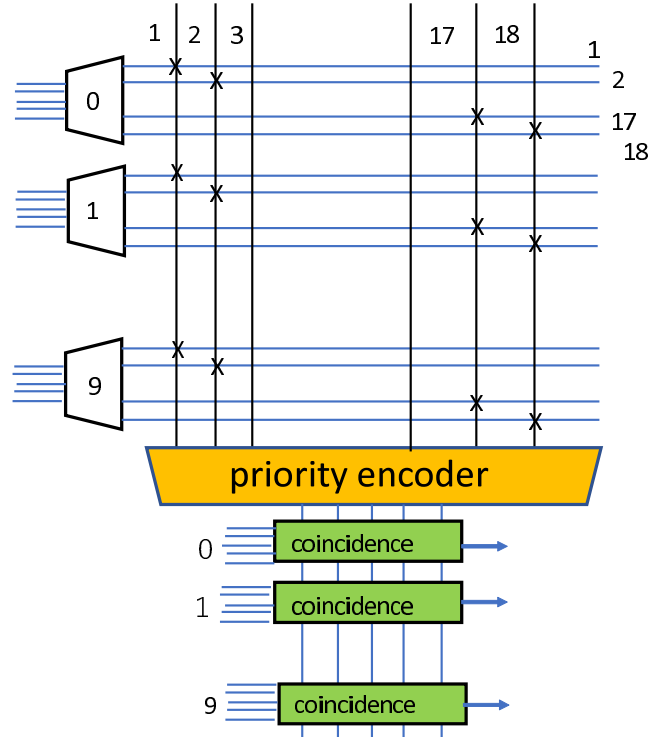 1 2 3 17 18 1
2
0
17
18
1
9
priority encoder
0 coincidence
1 coincidence
9 coincidence